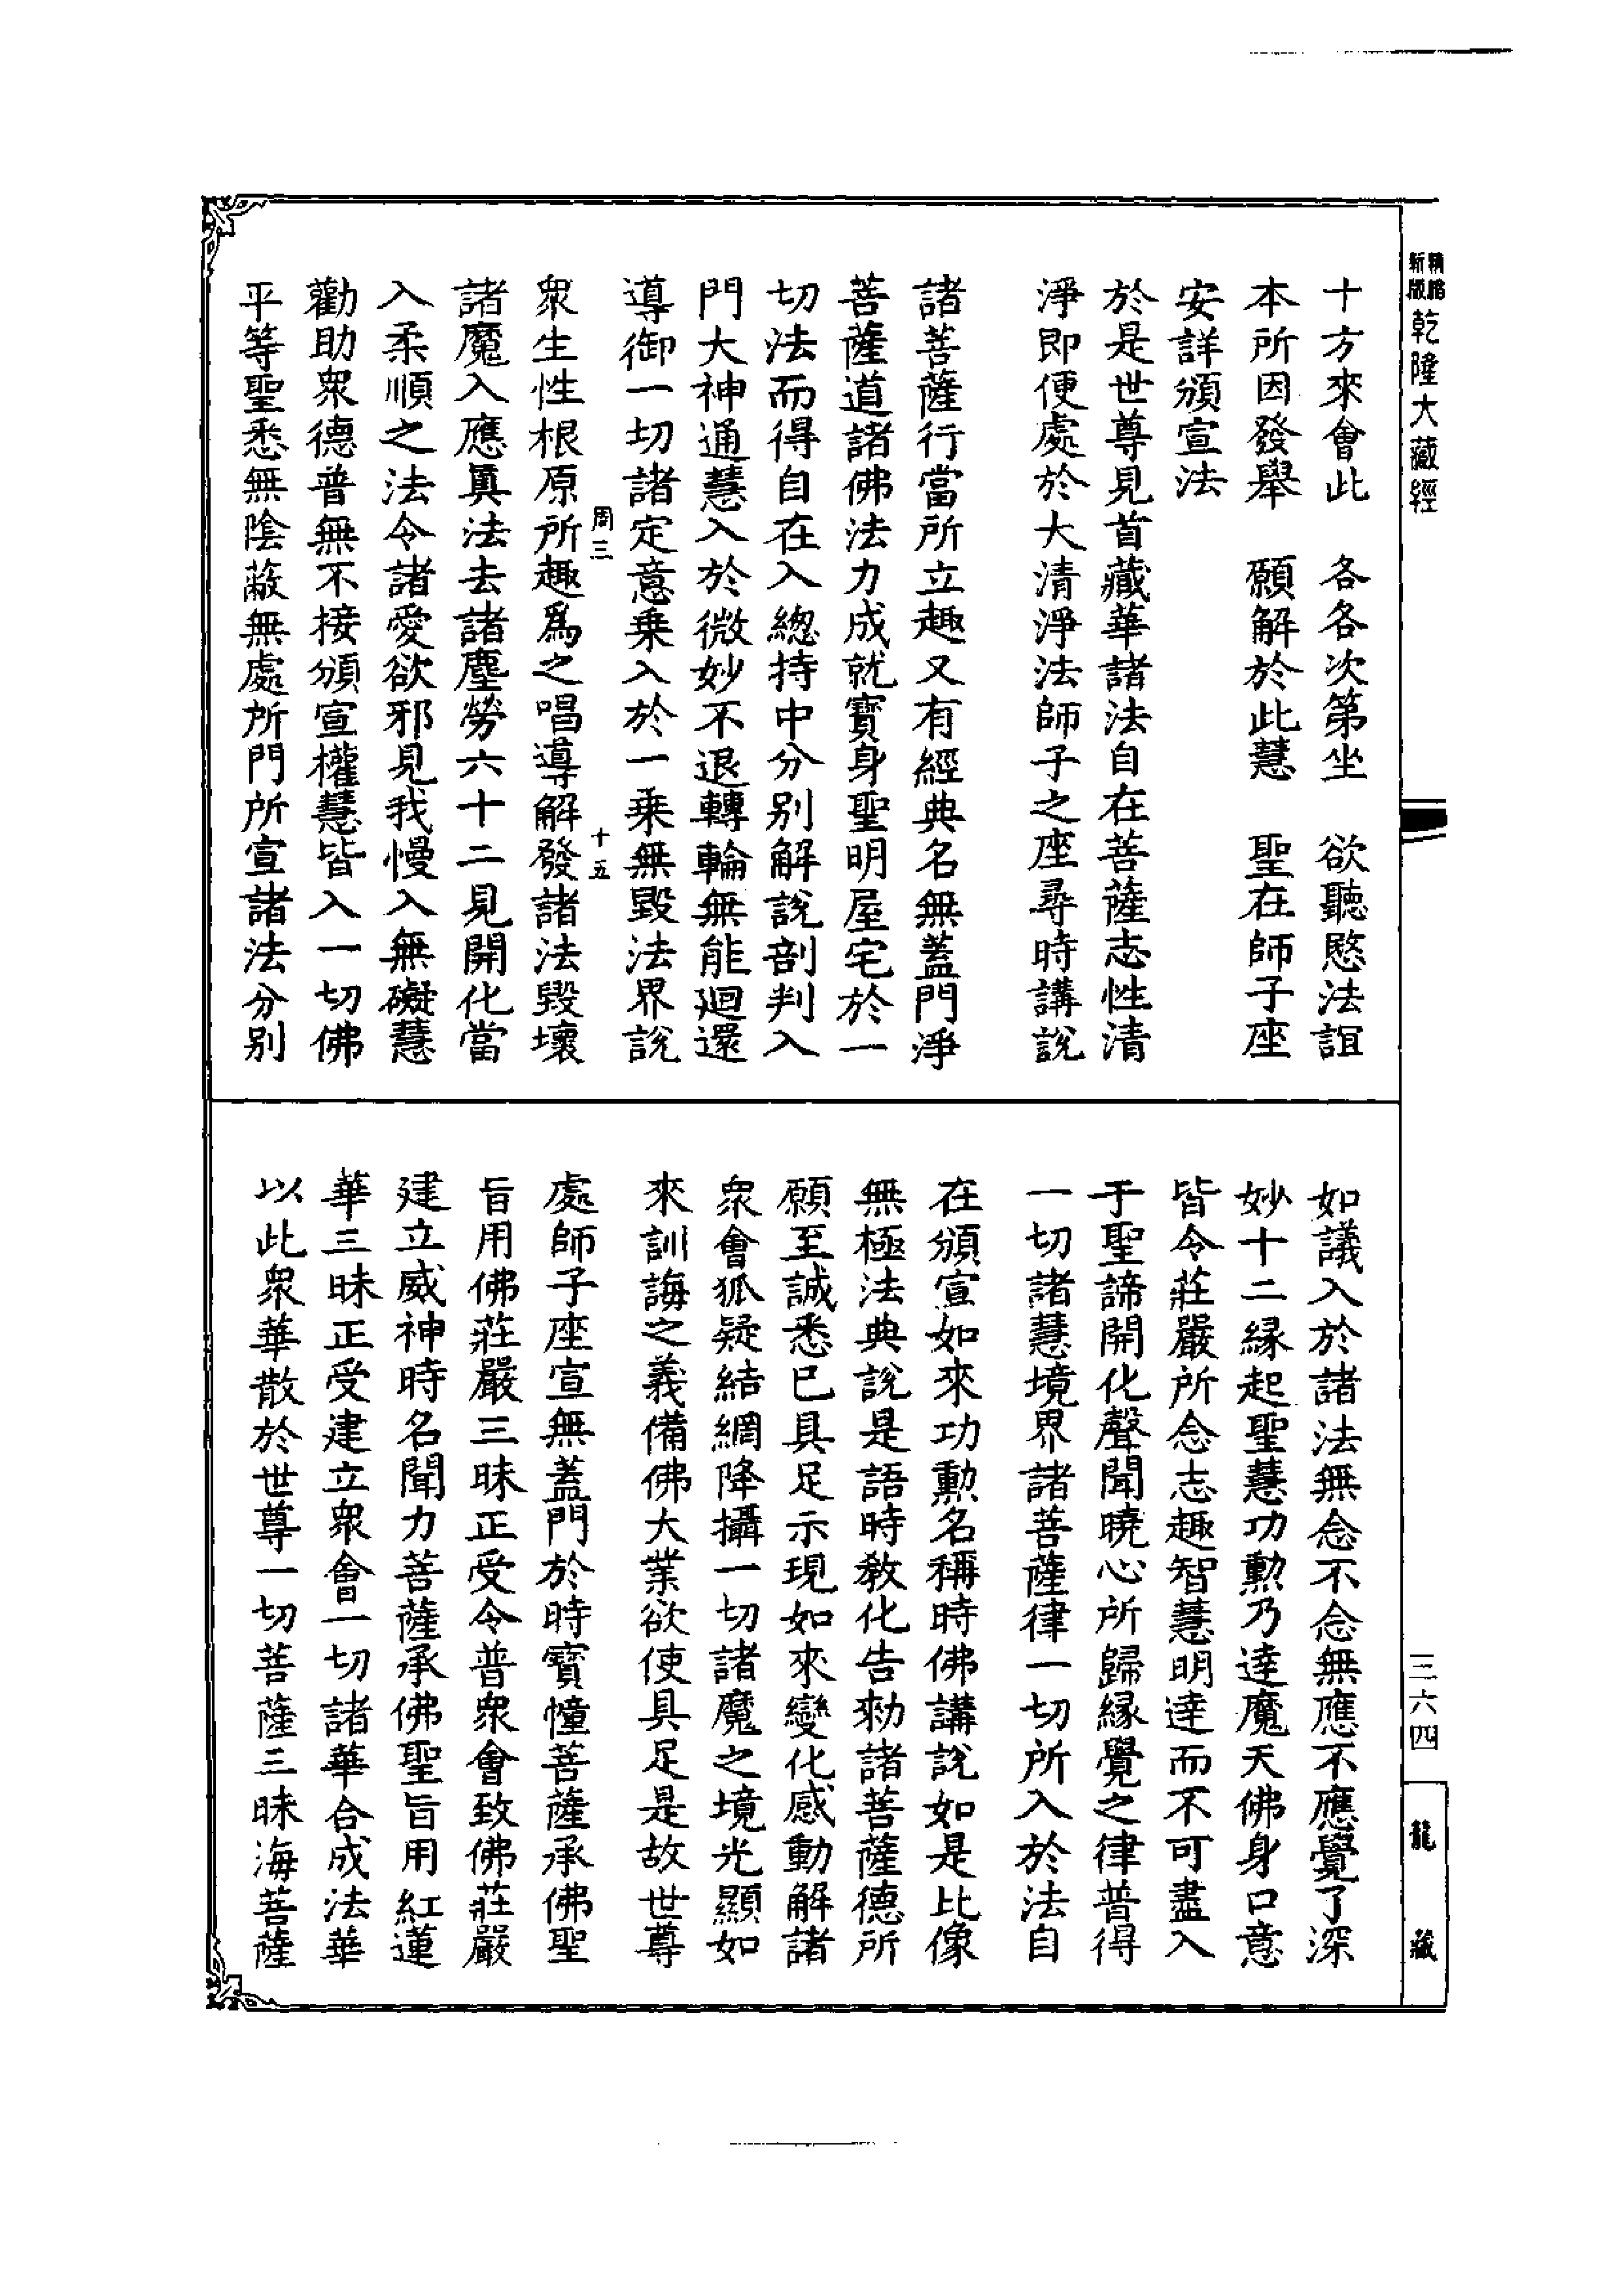 精縮新版乾隆大藏經
十方來會此　各各次第坐　欲聽愍法誼
本所因發舉　願解於此慧　聖在師子座
安詳頒宣法
於是世尊見首藏華諸法自在菩薩志性清
淨即便處於大清淨法師子之座尋時講說
諸菩薩行當所立趣又有經典名無蓋門淨
菩薩道諸佛法力成就寶身聖明屋宅於一
切法而得自在入總持中分別解說剖判入
門大神通慧入於微妙不退轉輪無能廻還
導御一切諸定意乗入於一乗無毀法界說
周三　十五
眾生性根原所趣為之唱導解發諸法毀壞
諸魔入應真法去諸塵勞六十二見開化當
入柔順之法令諸愛欲邪見我慢入無礙慧
勸助眾德普無不接頒宣權慧皆入一切佛
平等聖悉無陰蔽無處所門所宣諸法分別
如議入於諸法無念不念無應不應覺了深
妙十二縁起聖慧功勲乃達魔天佛身口意
皆令莊嚴所念志趣智慧明達而不可盡入
于聖諦開化聲聞曉心所歸縁覺之律普得
一切諸慧境界諸菩薩律一切所入於法自
在頒宣如來功勲名稱時佛講說如是比像
無極法典說是語時教化告勑諸菩薩德所
願至誠悉已具足示現如來變化感動解諸
眾會狐疑結網降攝一切諸魔之境光顯如
來訓誨之義備佛大業欲使具足是故世尊
處師子座宣無蓋門於時寶幢菩薩承佛聖
旨用佛莊嚴三昧正受令普眾會致佛莊嚴
建立威神時名聞力菩薩承佛聖旨用紅蓮
華三昧正受建立眾會一切諸華合成法華
以此眾華散於世尊一切菩薩三昧海菩薩
三六四
龍藏